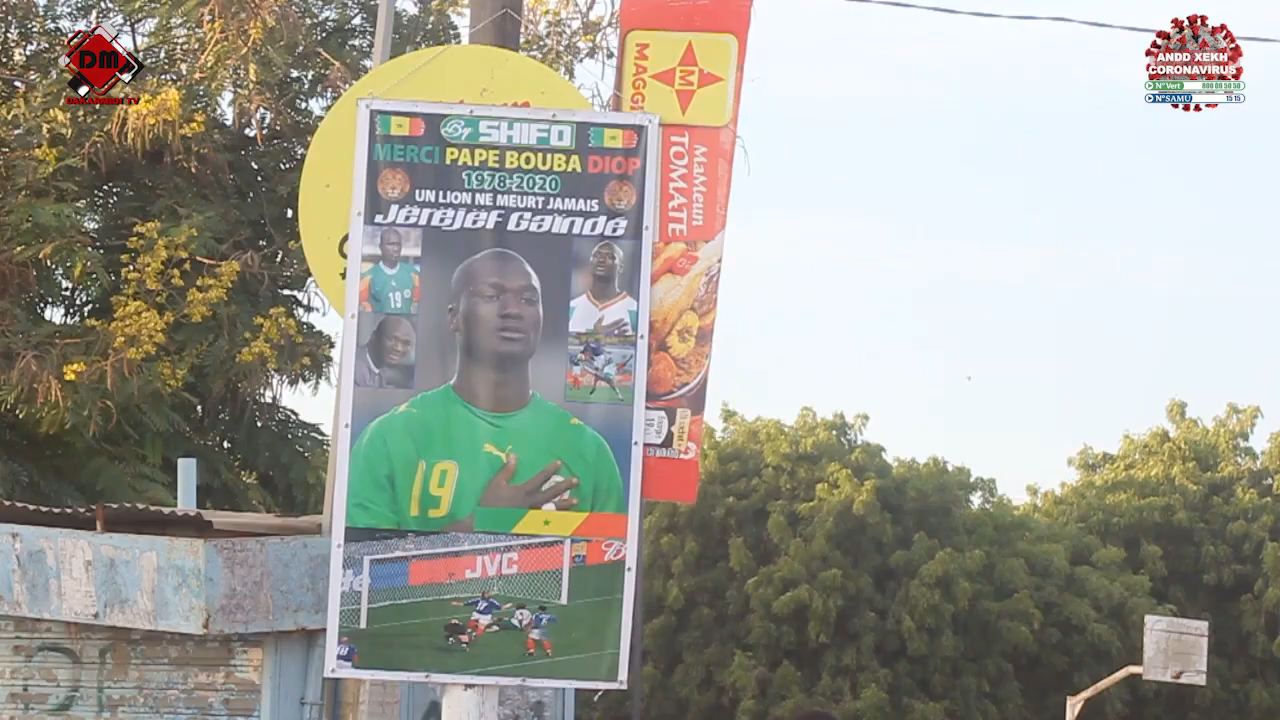 DM
DAKARMIDI TV
ANDD XEKH
CORONAVIRUS
N° Vert 800 00 50 50
N°SAMU 15 15
MAGGI
M
MaMeun
TOMATE
By SHIFO
MERCI PAPE BOUBA DIOP
1978-2020
UN LION NE MEURT JAMAIS
Jërëjëf Gaïndé
19
19
JVC